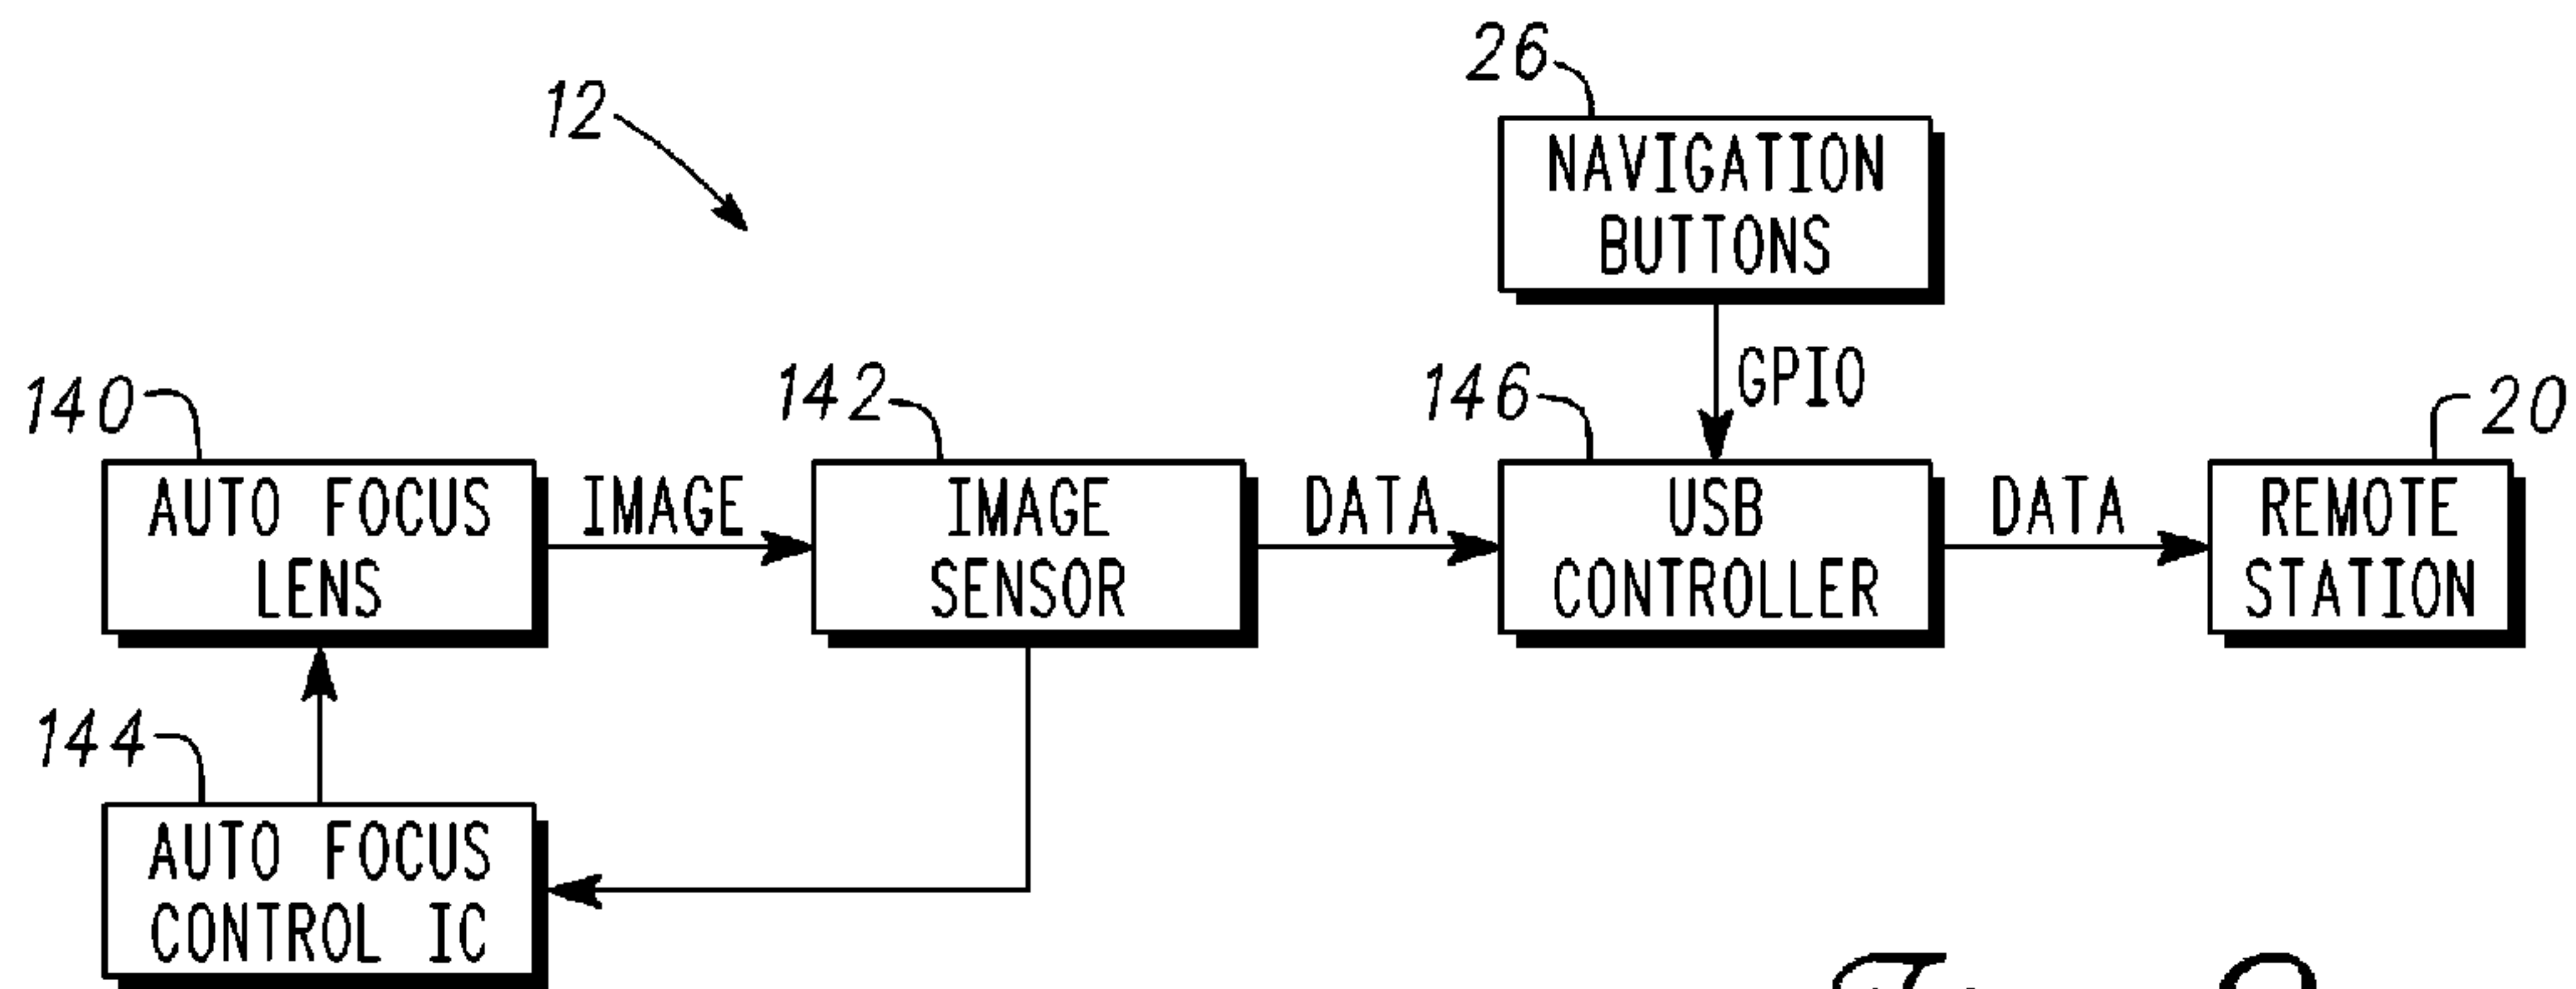 12
26
NAVIGATION
BUTTONS
GPIO
140
142
146
20
AUTO FOCUS
LENS
IMAGE
IMAGE
SENSOR
DATA
USB
CONTROLLER
DATA
REMOTE
STATION
144
AUTO FOCUS
CONTROL IC